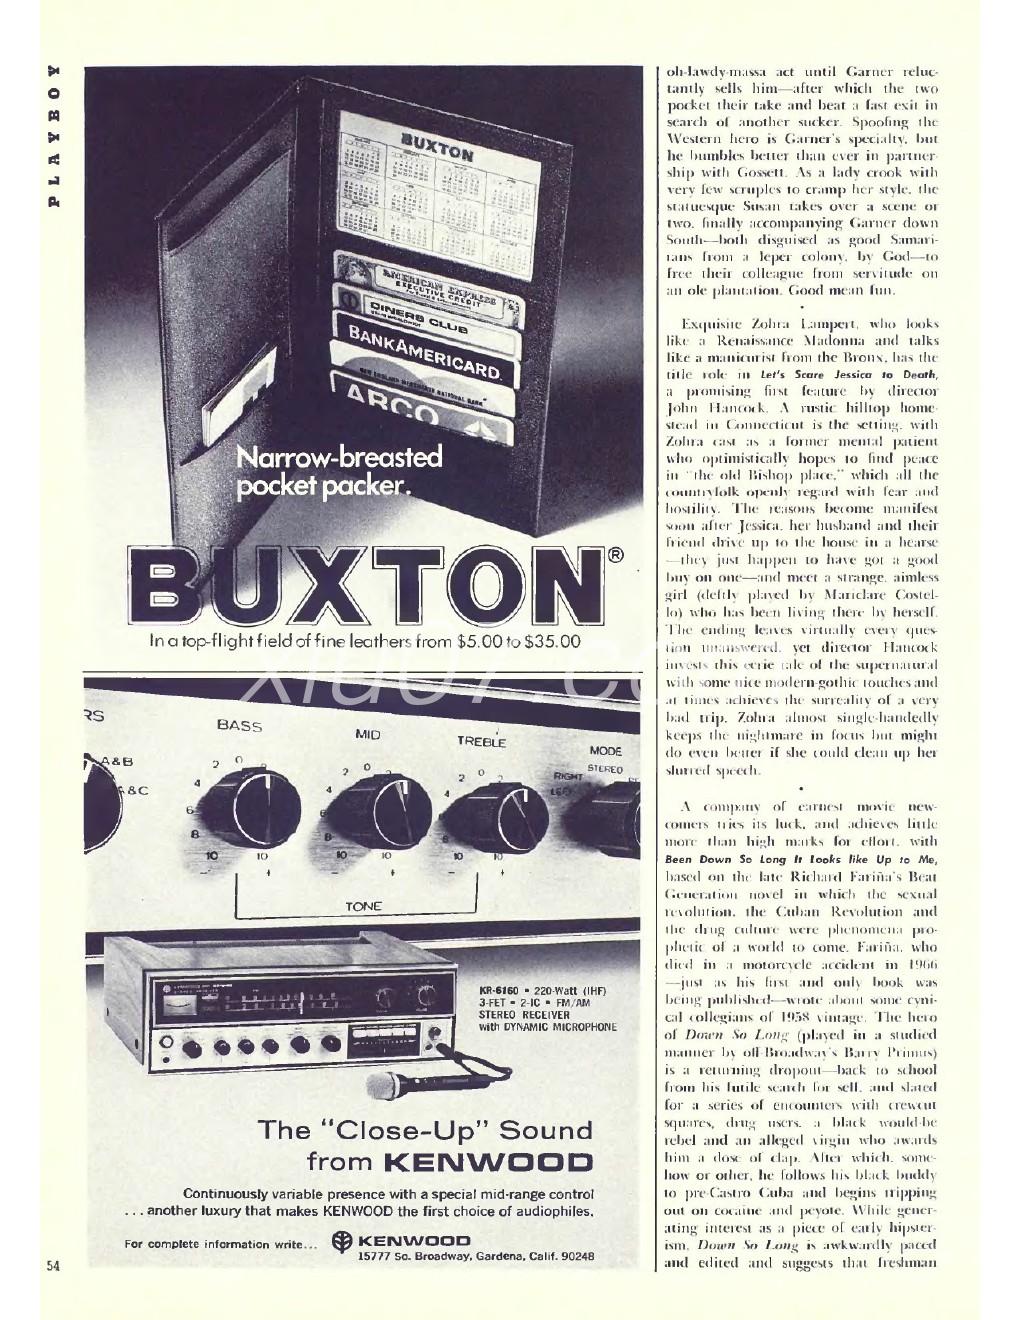 PLAYBOY
BUXTON
AMERICAN EXPRESS
EXECUTIVE CREDIT
DINERS CLUB
BANKAMERICARD
NEW ENGLAND MERCHANTS NATIONAL BANK
ARCO
Narrow-breasted
pocket packer.
BUXTON®
In a top-flight field of fine leathers from $5.00 to $35.00
RS
BASS
MID
TREBLE
MODE
STEREO
RIGHT
LEFT
A&B
A&C
2 0
4
6
8
10 10
- +
2 0
4
10 10
- +
2 0
4
10 10
- +
TONE
KR-6160 • 220-Watt (IHF)
3-FET • 2-IC • FM/AM
STEREO RECEIVER
with DYNAMIC MICROPHONE
The "Close-Up" Sound
from KENWOOD
Continuously variable presence with a special mid-range control
. . . another luxury that makes KENWOOD the first choice of audiophiles.
For complete information write...
KENWOOD
15777 So. Broadway, Gardena, Calif. 90248
54
oh-lawdy-massa act until Garner reluc-
tantly sells him—after which the two
pocket their take and beat a fast exit in
search of another sucker. Spoofing the
Western hero is Garner's specialty, but
he bumbles better than ever in partner-
ship with Gossett. As a lady crook with
very few scruples to cramp her style, the
statuesque Susan takes over a scene or
two, finally accompanying Garner down
South—both disguised as good Samari-
tans from a leper colony, by God—to
free their colleague from servitude on
an ole plantation. Good mean fun.
•
Exquisite Zohra Lampert, who looks
like a Renaissance Madonna and talks
like a manicurist from the Bronx, has the
title role in Let's Scare Jessica to Death,
a promising first feature by director
John Hancock. A rustic hilltop home-
stead in Connecticut is the setting, with
Zohra cast as a former mental patient
who optimistically hopes to find peace
in "the old Bishop place," which all the
countryfolk openly regard with fear and
hostility. The reasons become manifest
soon after Jessica, her husband and their
friend drive up to the house in a hearse
—they just happen to have got a good
buy on one—and meet a strange, aimless
girl (deftly played by Mariclare Costel-
lo) who has been living there by herself.
The ending leaves virtually every ques-
tion unanswered, yet director Hancock
invests this eerie tale of the supernatural
with some nice modern-gothic touches and
at times achieves the surreality of a very
bad trip. Zohra almost single-handedly
keeps the nightmare in focus but might
do even better if she could clean up her
slurred speech.
•
A company of earnest movie new-
comers tries its luck, and achieves little
more than high marks for effort, with
Been Down So Long It Looks like Up to Me,
based on the late Richard Fariña's Beat
Generation novel in which the sexual
revolution, the Cuban Revolution and
the drug culture were phenomena pro-
phetic of a world to come. Fariña, who
died in a motorcycle accident in 1966
—just as his first and only book was
being published—wrote about some cyni-
cal collegians of 1958 vintage. The hero
of Down So Long (played in a studied
manner by off-Broadway's Barry Primus)
is a returning dropout—back to school
from his futile search for self, and slated
for a series of encounters with crewcut
squares, drug users, a black would-be
rebel and an alleged virgin who awards
him a dose of clap. After which, some-
how or other, he follows his black buddy
to pre-Castro Cuba and begins tripping
out on cocaine and peyote. While gener-
ating interest as a piece of early hipster-
ism, Down So Long is awkwardly paced
and edited and suggests that freshman